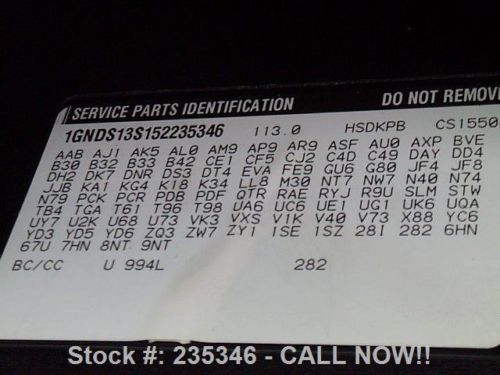 SERVICE PARTS IDENTIFICATION DO NOT REMOVE
1GNDS13S152235346 113.0 HSDKPB CS1550
AAB AJ1 AK5 AL0 AM9 AP9 AR9 ASF AU0 AXP BVE
B30 B32 B33 B42 CE1 CF5 CJ2 C4D C49 DAY DD4
DH2 DK7 DNR DS3 DT4 EVA FE9 GU6 G80 JF4 JF8
JJB KA1 KG4 K18 K34 LL8 M30 NT7 NW7 N40 N74
N79 PCK PCR PDB PDE QTR RAE RYJ R9U SLM STW
TB4 TGA T61 T96 T98 UA6 UC6 UE1 UG1 UK6 UQA
UY7 U2K U68 U73 VK3 VXS V1K V40 V73 X88 YC6
YD3 YD5 YD6 ZQ3 ZW7 ZY1 1SE 1SZ 28I 282 6HN
67U 7HN 8NT 9NT
BC/CC U 994L 282
Stock #: 235346 - CALL NOW!!